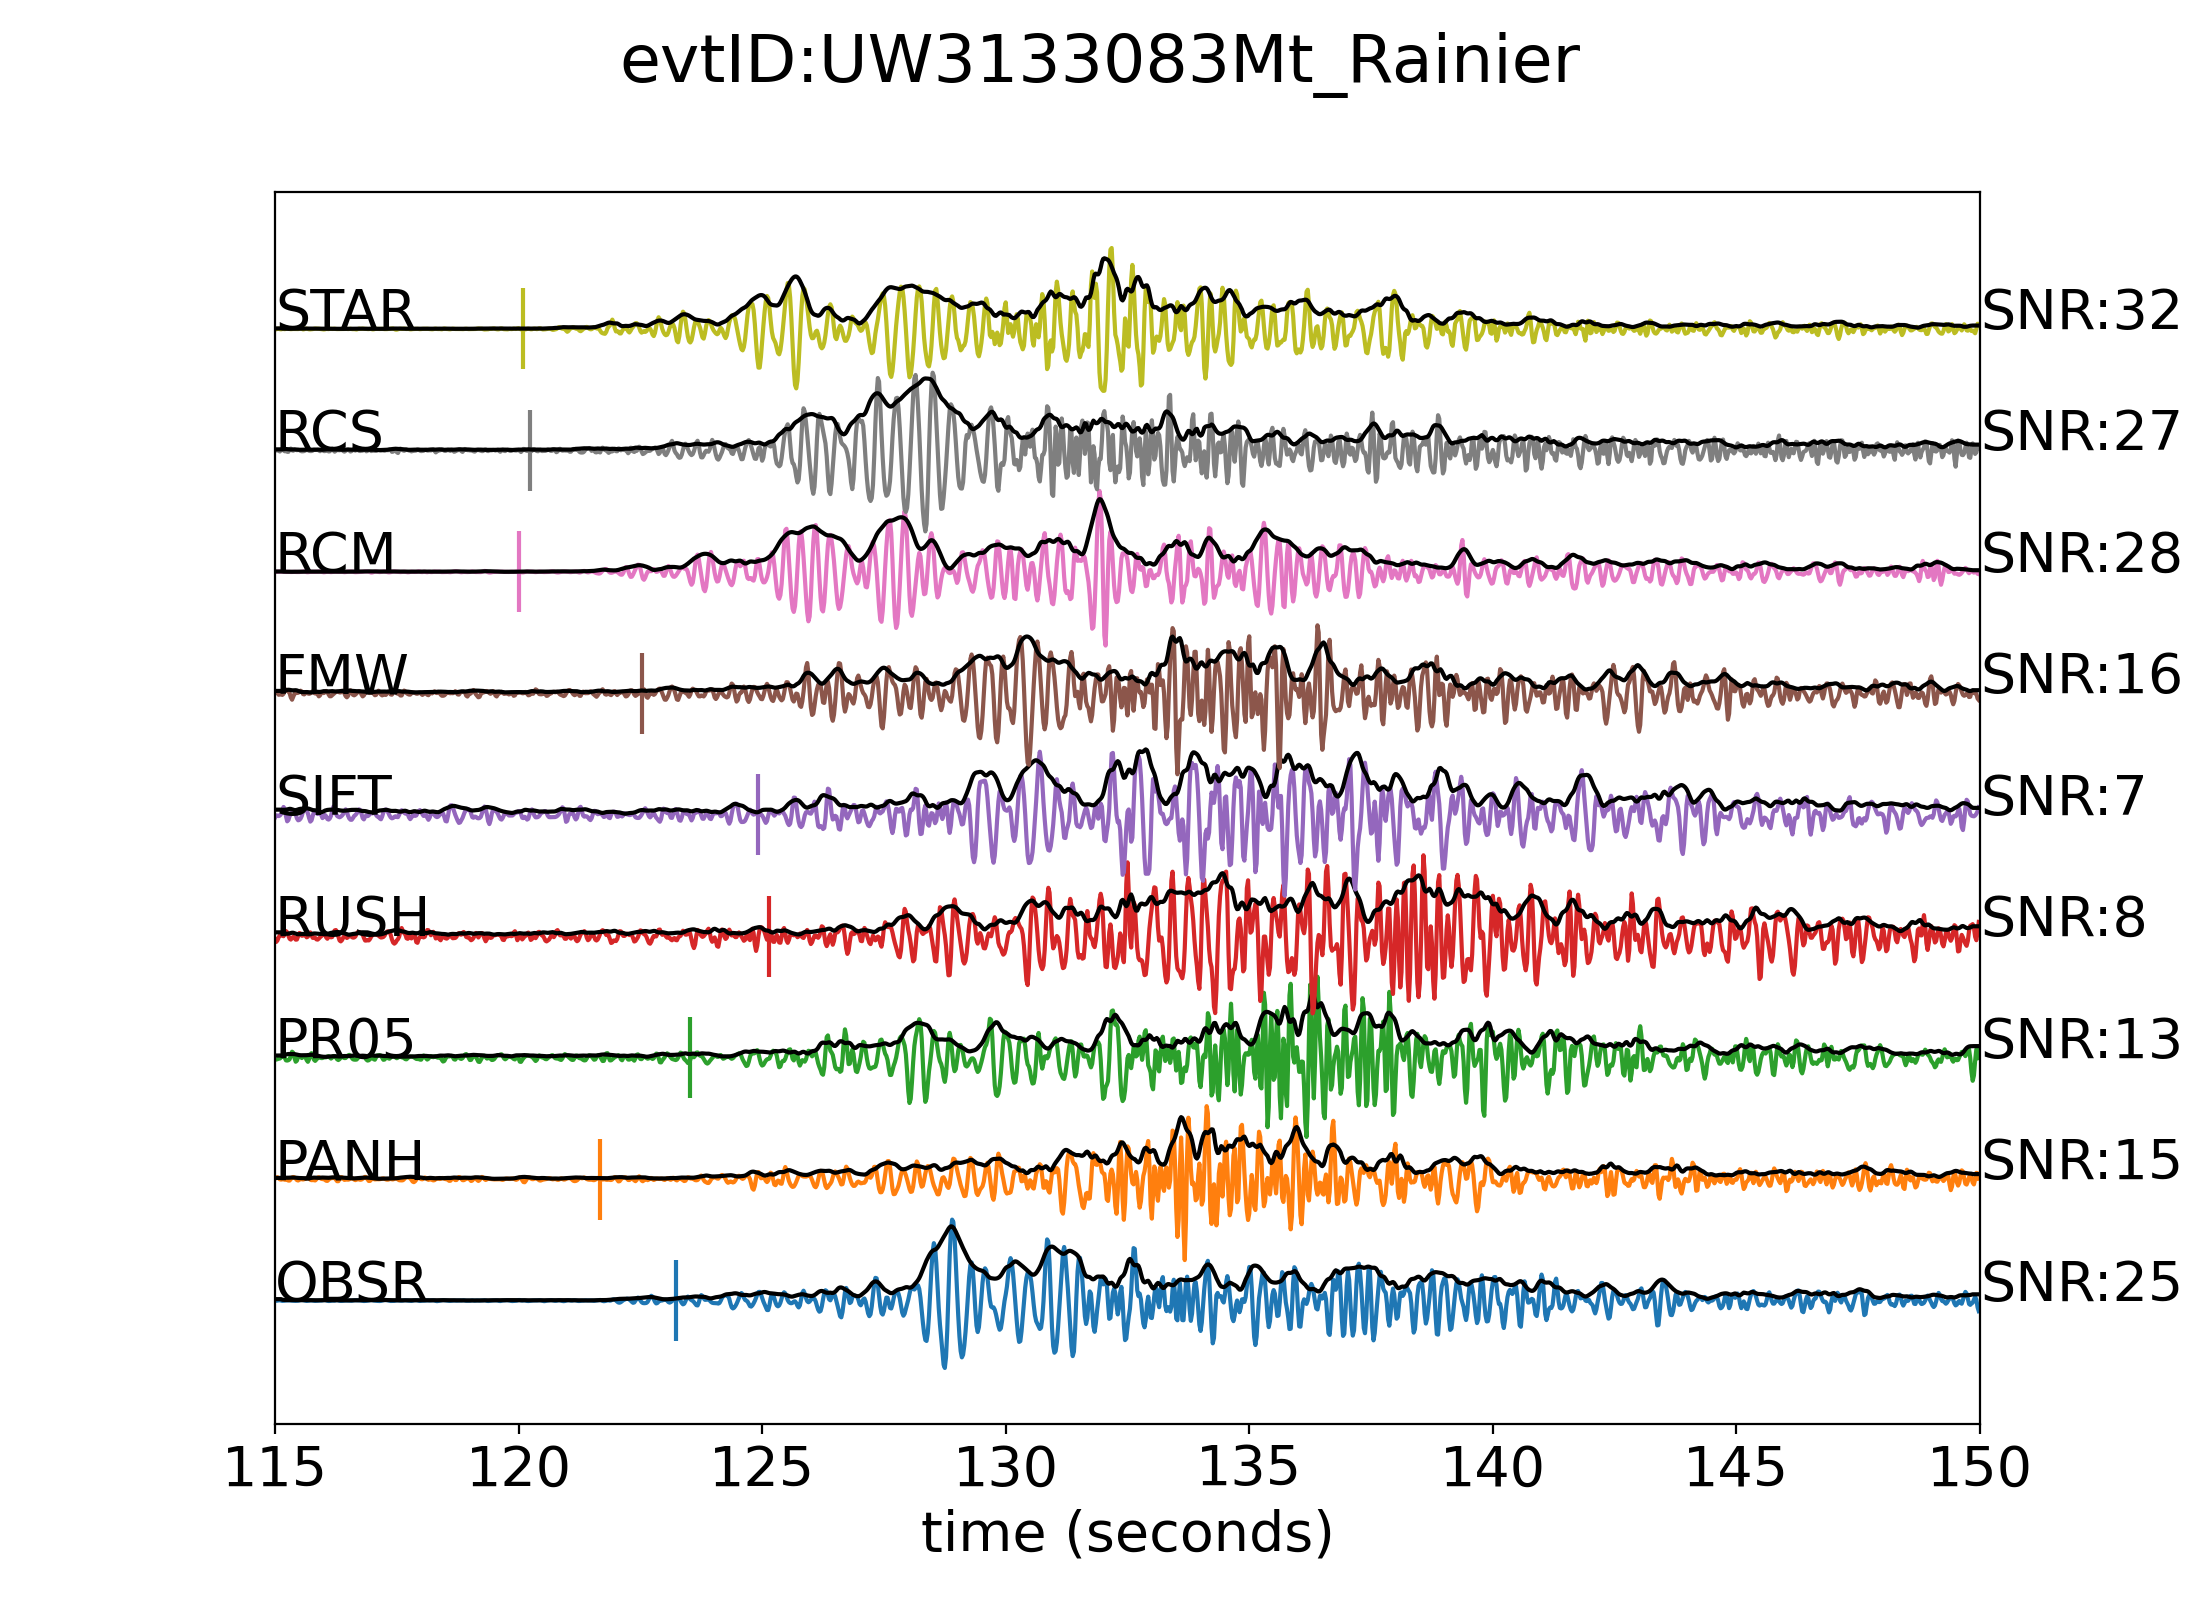 evtID:UW3133083Mt_Rainier
STAR SNR:32
RCS SNR:27
RCM SNR:28
FMW SNR:16
SIFT SNR:7
RUSH SNR:8
PR05 SNR:13
PANH SNR:15
OBSR SNR:25
115 120 125 130 135 140 145 150
time (seconds)